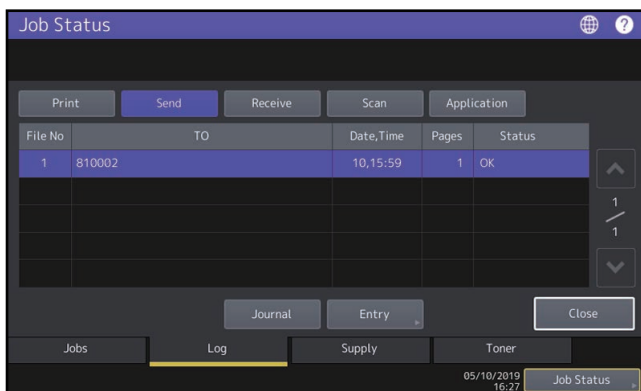 Job Status ?
Print Send Receive Scan Application
File No TO Date,Time Pages Status
1 810002 10,15:59 1 OK
1
1
Journal Entry Close
Jobs Log Supply Toner
05/10/2019
16:27 Job Status